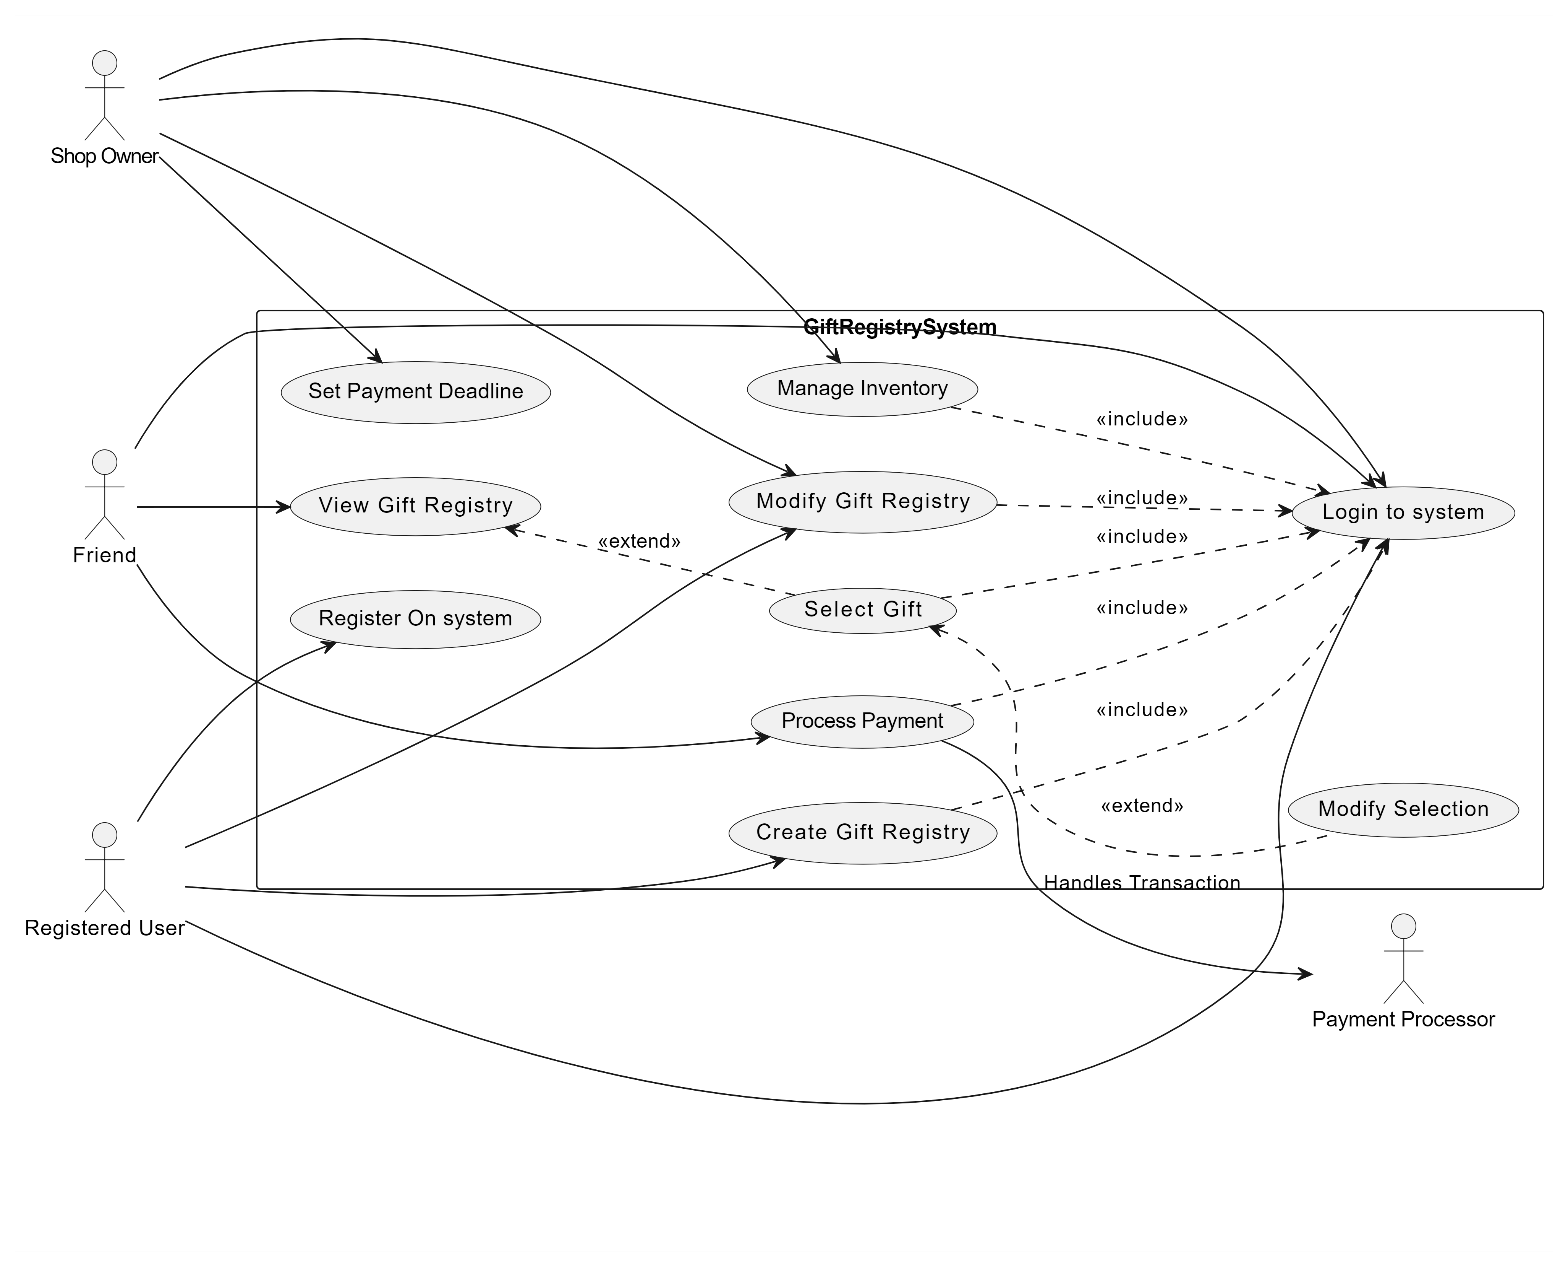 Shop Owner
GiftRegistrySystem
Set Payment Deadline
Manage Inventory
«include»
View Gift Registry
Modify Gift Registry
«include»
Login to system
«extend»
«include»
Friend
Register On system
Select Gift
«include»
Process Payment
«include»
Create Gift Registry
«extend»
Modify Selection
Handles Transaction
Registered User
Payment Processor